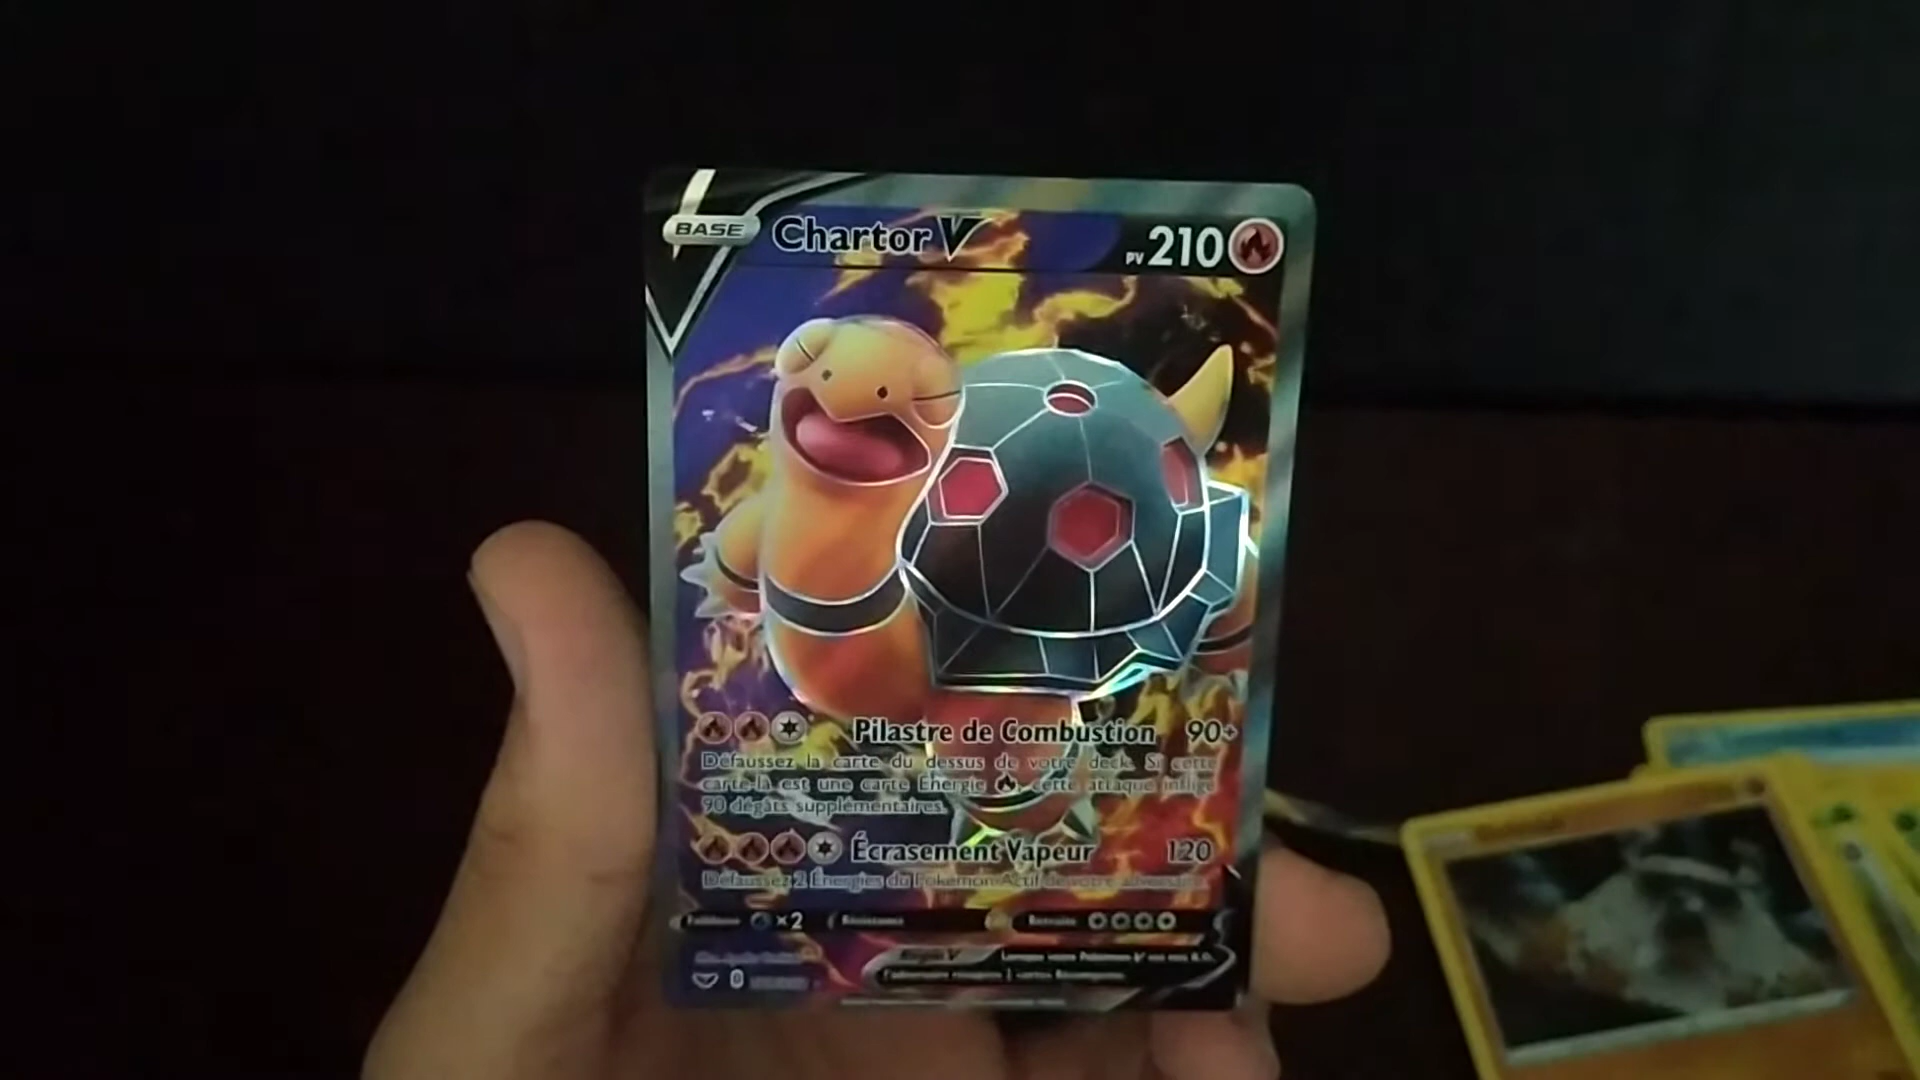 BASE Chartor V PV 210
Pilastre de Combustion 90+
Défaussez la carte du dessus de votre deck. Si cette
carte-là est une carte Énergie, cette attaque inflige
90 dégâts supplémentaires.
Écrasement Vapeur 120
Défaussez 2 Énergies du Pokémon Actif de votre adversaire.
Faiblesse ×2 Résistance Retraite
Lorsque votre Pokémon V est mis K.O.,
l'adversaire récupère 2 cartes Récompense.